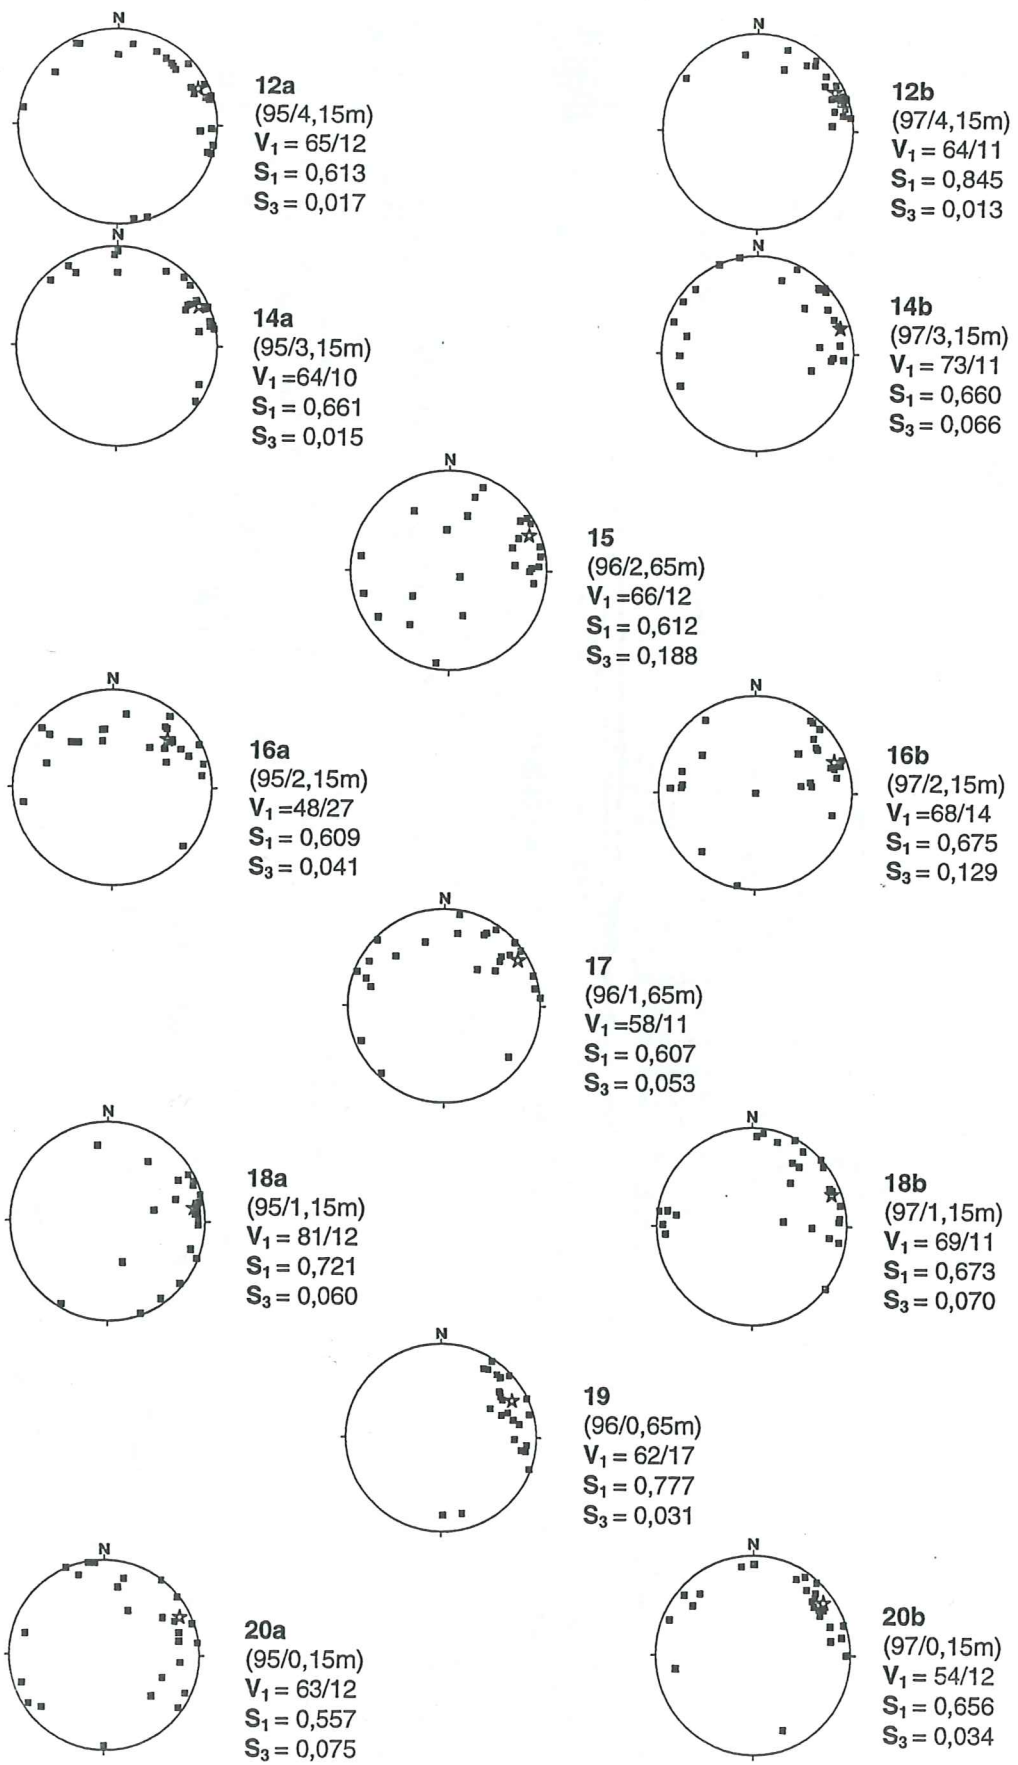 N
12a
(95/4,15m)
V₁ = 65/12
S₁ = 0,613
S₃ = 0,017
N
12b
(97/4,15m)
V₁ = 64/11
S₁ = 0,845
S₃ = 0,013
N
14a
(95/3,15m)
V₁ =64/10
S₁ = 0,661
S₃ = 0,015
N
14b
(97/3,15m)
V₁ = 73/11
S₁ = 0,660
S₃ = 0,066
N
15
(96/2,65m)
V₁ =66/12
S₁ = 0,612
S₃ = 0,188
N
16a
(95/2,15m)
V₁ =48/27
S₁ = 0,609
S₃ = 0,041
N
16b
(97/2,15m)
V₁ =68/14
S₁ = 0,675
S₃ = 0,129
N
17
(96/1,65m)
V₁ =58/11
S₁ = 0,607
S₃ = 0,053
N
18a
(95/1,15m)
V₁ = 81/12
S₁ = 0,721
S₃ = 0,060
N
18b
(97/1,15m)
V₁ = 69/11
S₁ = 0,673
S₃ = 0,070
N
19
(96/0,65m)
V₁ = 62/17
S₁ = 0,777
S₃ = 0,031
N
20a
(95/0,15m)
V₁ = 63/12
S₁ = 0,557
S₃ = 0,075
N
20b
(97/0,15m)
V₁ = 54/12
S₁ = 0,656
S₃ = 0,034